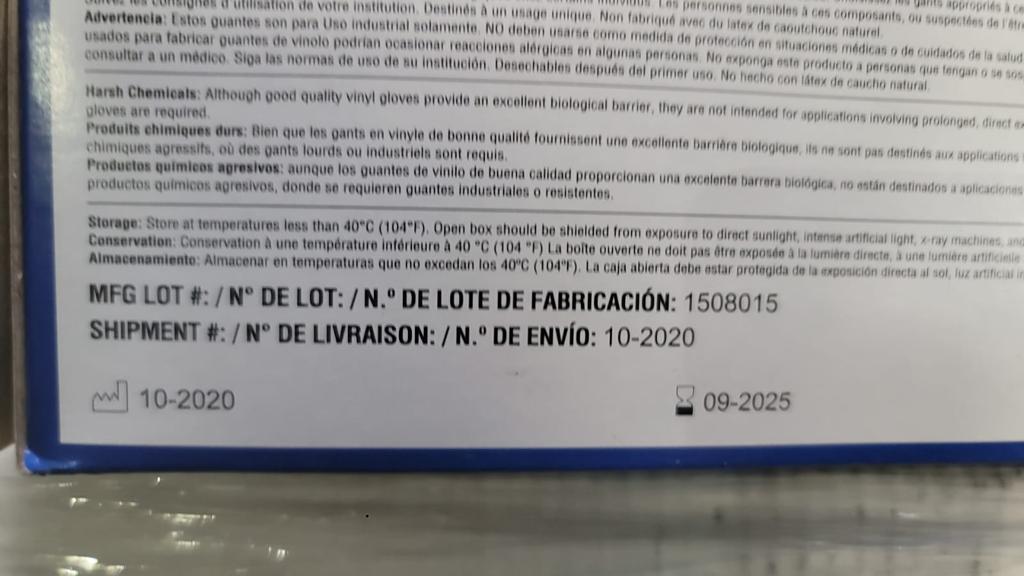 d'utilisation de votre institution. Destinés à un usage unique. Non fabriqué avec du latex de caoutchouc naturel.
Advertencia: Estos guantes son para Uso industrial solamente. NO deben usarse como medida de protección en situaciones médicas o de cuidados de la salud
usados para fabricar guantes de vinolo podrían ocasionar reacciones alérgicas en algunas personas. No exponga este producto a personas que tengan o se
consultar a un médico. Siga las normas de uso de su institución. Desechables después del primer uso. No hecho con látex de caucho natural.
Harsh Chemicals: Although good quality vinyl gloves provide an excellent biological barrier, they are not intended for applications involving prolonged, direct
gloves are required.
Produits chimiques durs: Bien que les gants en vinyle de bonne qualité fournissent une excellente barrière biologique, ils ne sont pas destinés aux applications
chimiques agressifs, où des gants lourds ou industriels sont requis.
Productos químicos agresivos: aunque los guantes de vinilo de buena calidad proporcionan una excelente barrera biológica, no están destinados a aplicaciones
productos químicos agresivos, donde se requieren guantes industriales o resistentes.
Storage: Store at temperatures less than 40°C (104°F). Open box should be shielded from exposure to direct sunlight, intense artificial light, x-ray machines, and
Conservation: Conservation à une température inférieure à 40 °C (104 °F) La boîte ouverte ne doit pas être exposée à la lumière directe, à une lumière artificielle
Almacenamiento: Almacenar en temperaturas que no excedan los 40°C (104°F). La caja abierta debe estar protegida de la exposición directa al sol, luz artificial
MFG LOT #: / N° DE LOT: / N.º DE LOTE DE FABRICACIÓN: 1508015
SHIPMENT #: / N° DE LIVRAISON: / N.º DE ENVÍO: 10-2020
10-2020
09-2025